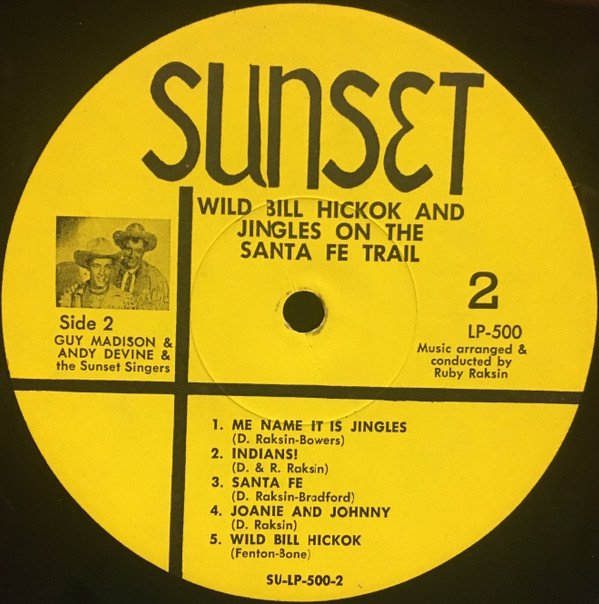 SUNSET
WILD BILL HICKOK AND
JINGLES ON THE
SANTA FE TRAIL
Side 2
GUY MADISON &
ANDY DEVINE &
the Sunset Singers
2
LP-500
Music arranged &
conducted by
Ruby Raksin
1. ME NAME IT IS JINGLES
(D. Raksin-Bowers)
2. INDIANS!
(D. & R. Raksin)
3. SANTA FE
(D. Raksin-Bradford)
4. JOANIE AND JOHNNY
(D. Raksin)
5. WILD BILL HICKOK
(Fenton-Bone)
SU-LP-500-2